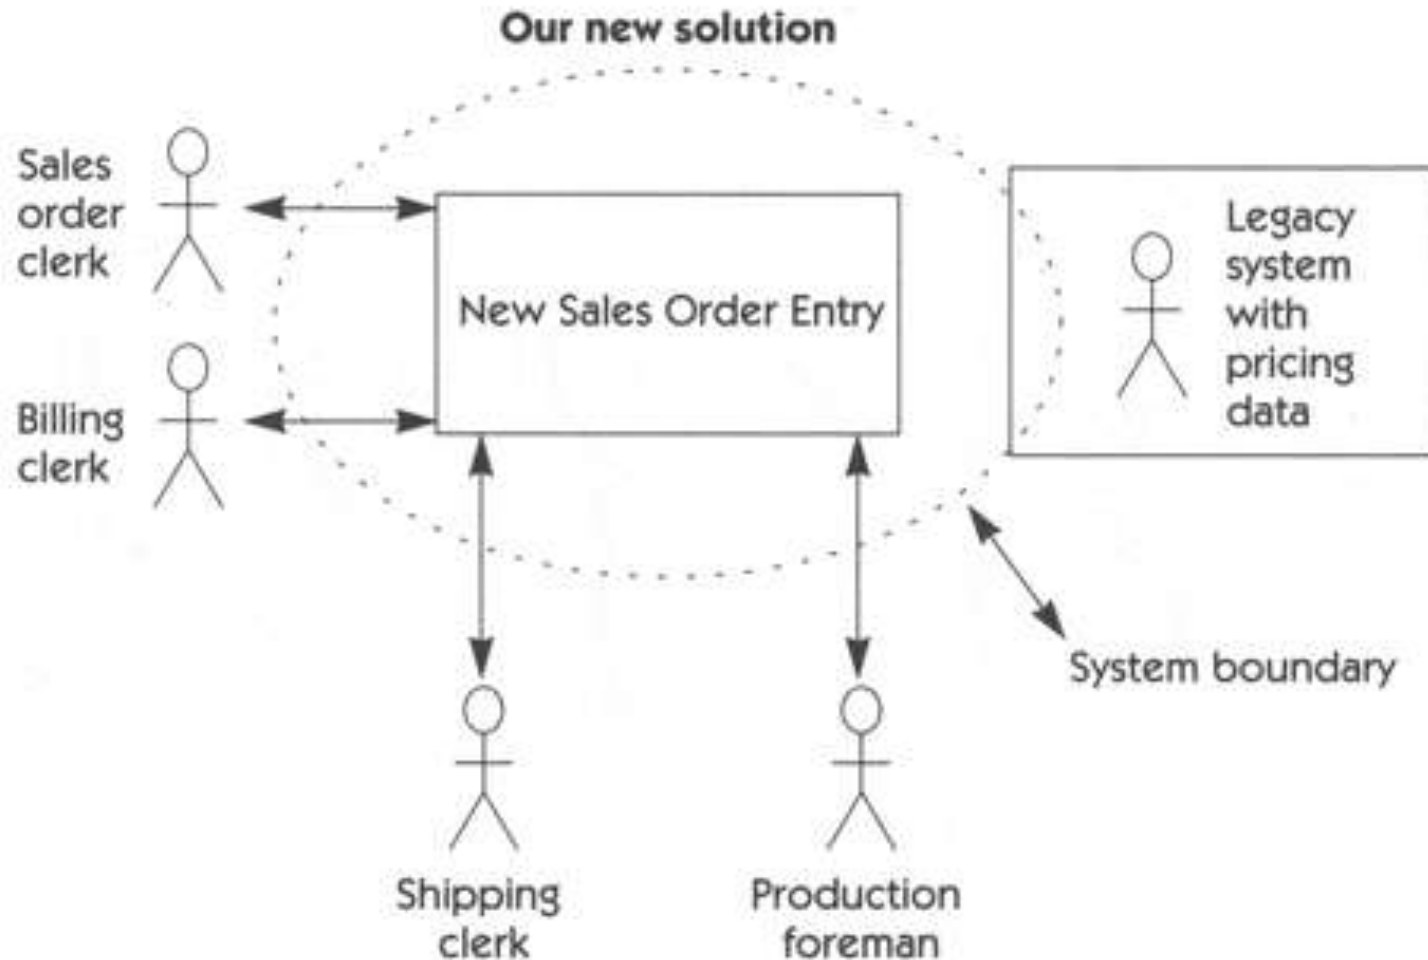 Our new solution
Sales
order
clerk
New Sales Order Entry
Legacy
system
with
pricing
data
Billing
clerk
System boundary
Shipping
clerk
Production
foreman